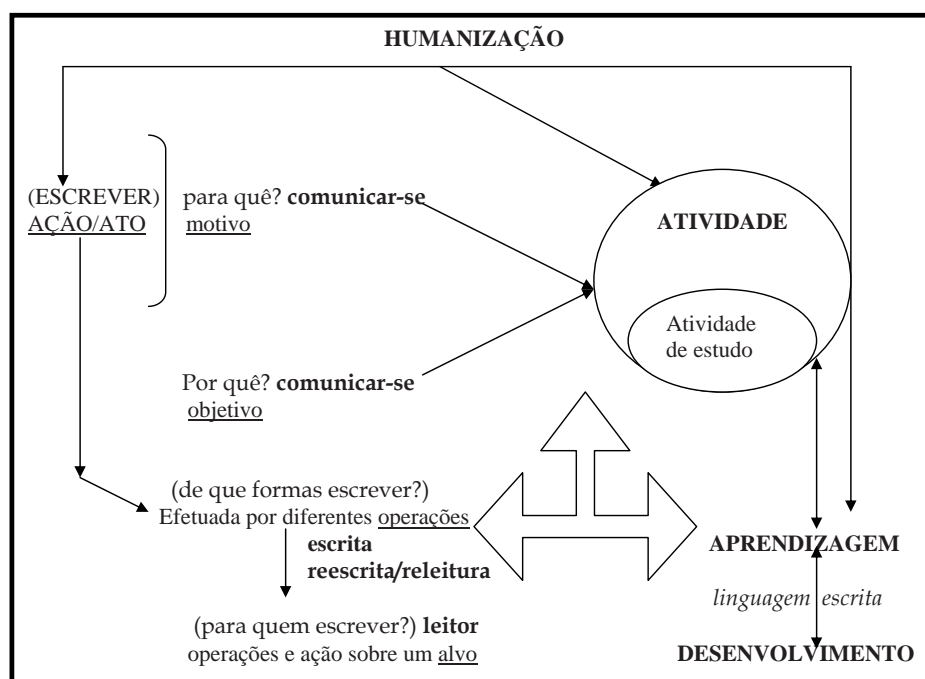 HUMANIZAÇÃO
(ESCREVER)
AÇÃO/ATO
para quê? comunicar-se
motivo
ATIVIDADE
Atividade
de estudo
Por quê? comunicar-se
objetivo
(de que formas escrever?)
Efetuada por diferentes operações
escrita
reescrita/releitura
APRENDIZAGEM
linguagem escrita
(para quem escrever?) leitor
operações e ação sobre um alvo
DESENVOLVIMENTO